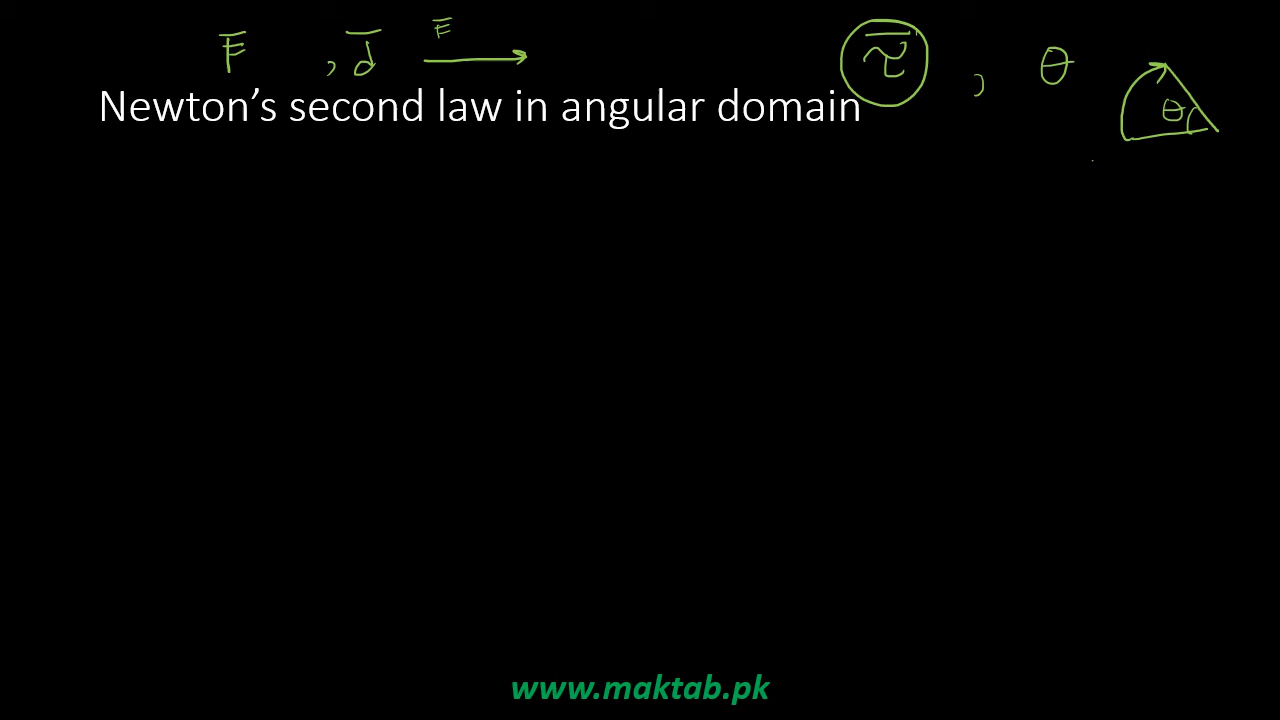 F̅ , d̅ F̅ τ̅ , θ
θ
Newton’s second law in angular domain
www.maktab.pk